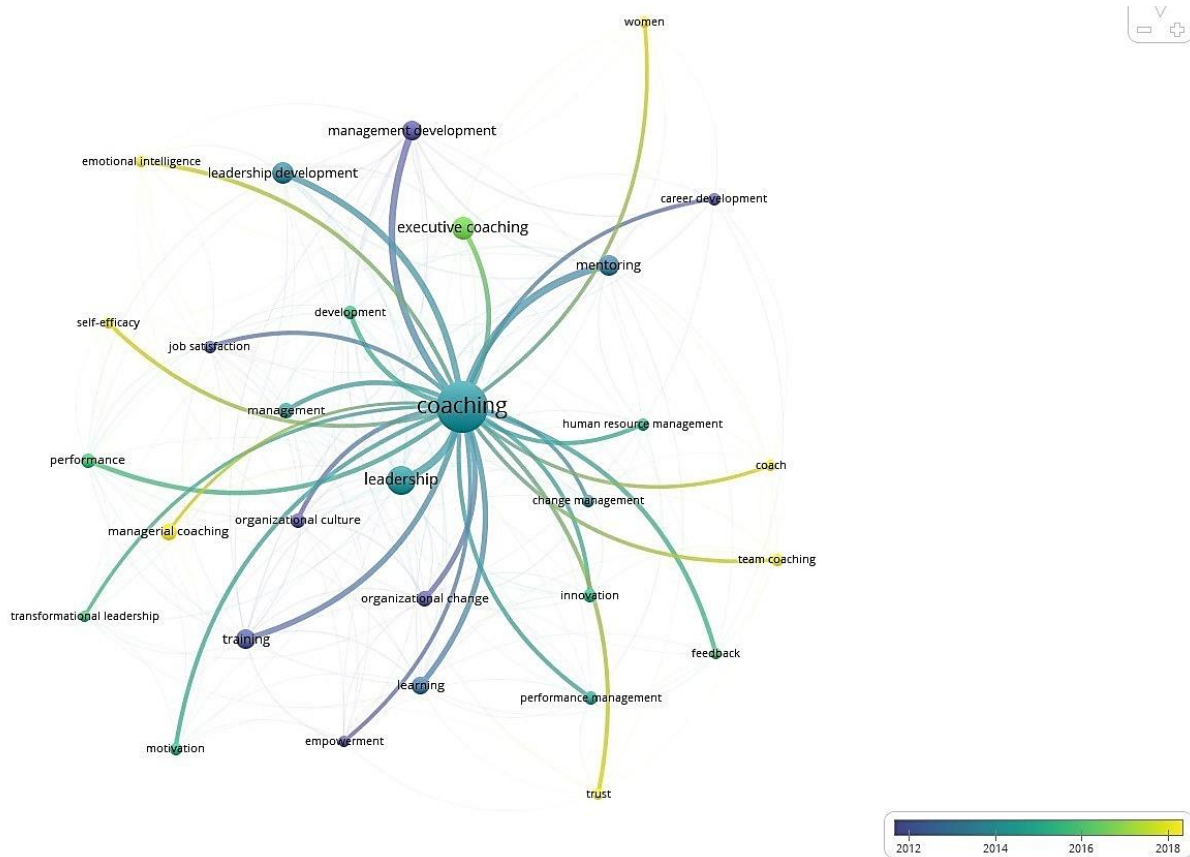 women
management development
emotional intelligence
leadership development
career development
executive coaching
mentoring
development
self-efficacy
job satisfaction
coaching
management
human resource management
performance
coach
leadership
change management
organizational culture
managerial coaching
team coaching
innovation
organizational change
transformational leadership
training
feedback
learning
performance management
empowerment
motivation
trust
2012 2014 2016 2018